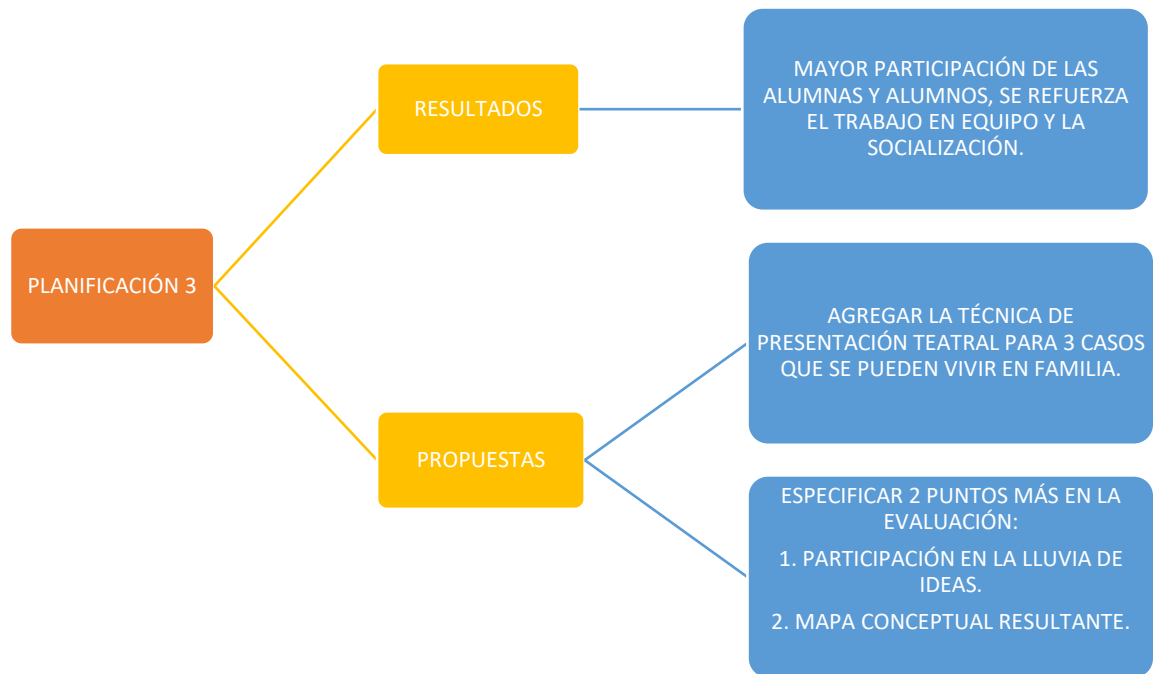 PLANIFICACIÓN 3
RESULTADOS
MAYOR PARTICIPACIÓN DE LAS
ALUMNAS Y ALUMNOS, SE REFUERZA
EL TRABAJO EN EQUIPO Y LA
SOCIALIZACIÓN.
PROPUESTAS
AGREGAR LA TÉCNICA DE
PRESENTACIÓN TEATRAL PARA 3 CASOS
QUE SE PUEDEN VIVIR EN FAMILIA.
ESPECIFICAR 2 PUNTOS MÁS EN LA
EVALUACIÓN:
1. PARTICIPACIÓN EN LA LLUVIA DE
IDEAS.
2. MAPA CONCEPTUAL RESULTANTE.